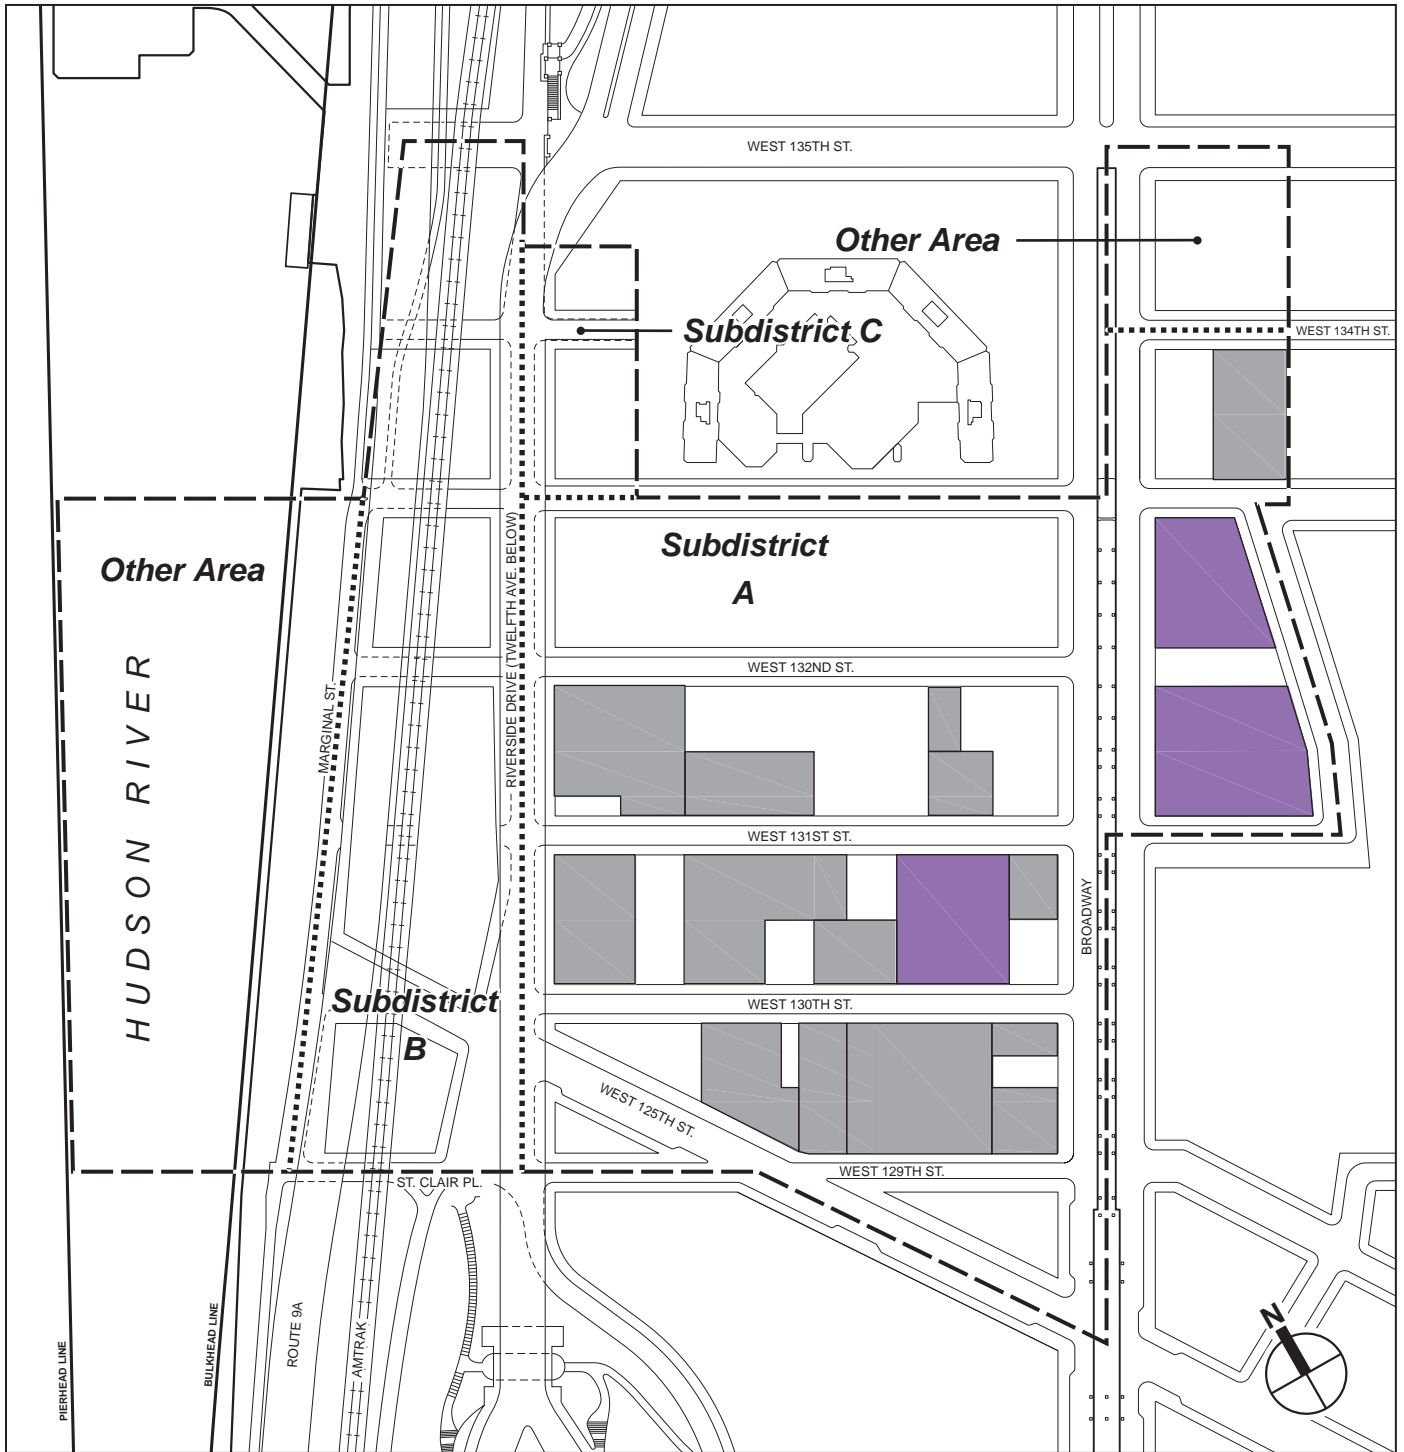 WEST 135TH ST.
Other Area
Subdistrict C
WEST 134TH ST.
RIVERSIDE DRIVE (TWELFTH AVE. BELOW)
Subdistrict
A
Other Area
HUDSON RIVER
MARGINAL ST.
WEST 132ND ST.
WEST 131ST ST.
BROADWAY
Subdistrict
B
WEST 130TH ST.
WEST 125TH ST.
WEST 129TH ST.
ST. CLAIR PL.
PIERHEAD LINE
BULKHEAD LINE
ROUTE 9A
AMTRAK
N